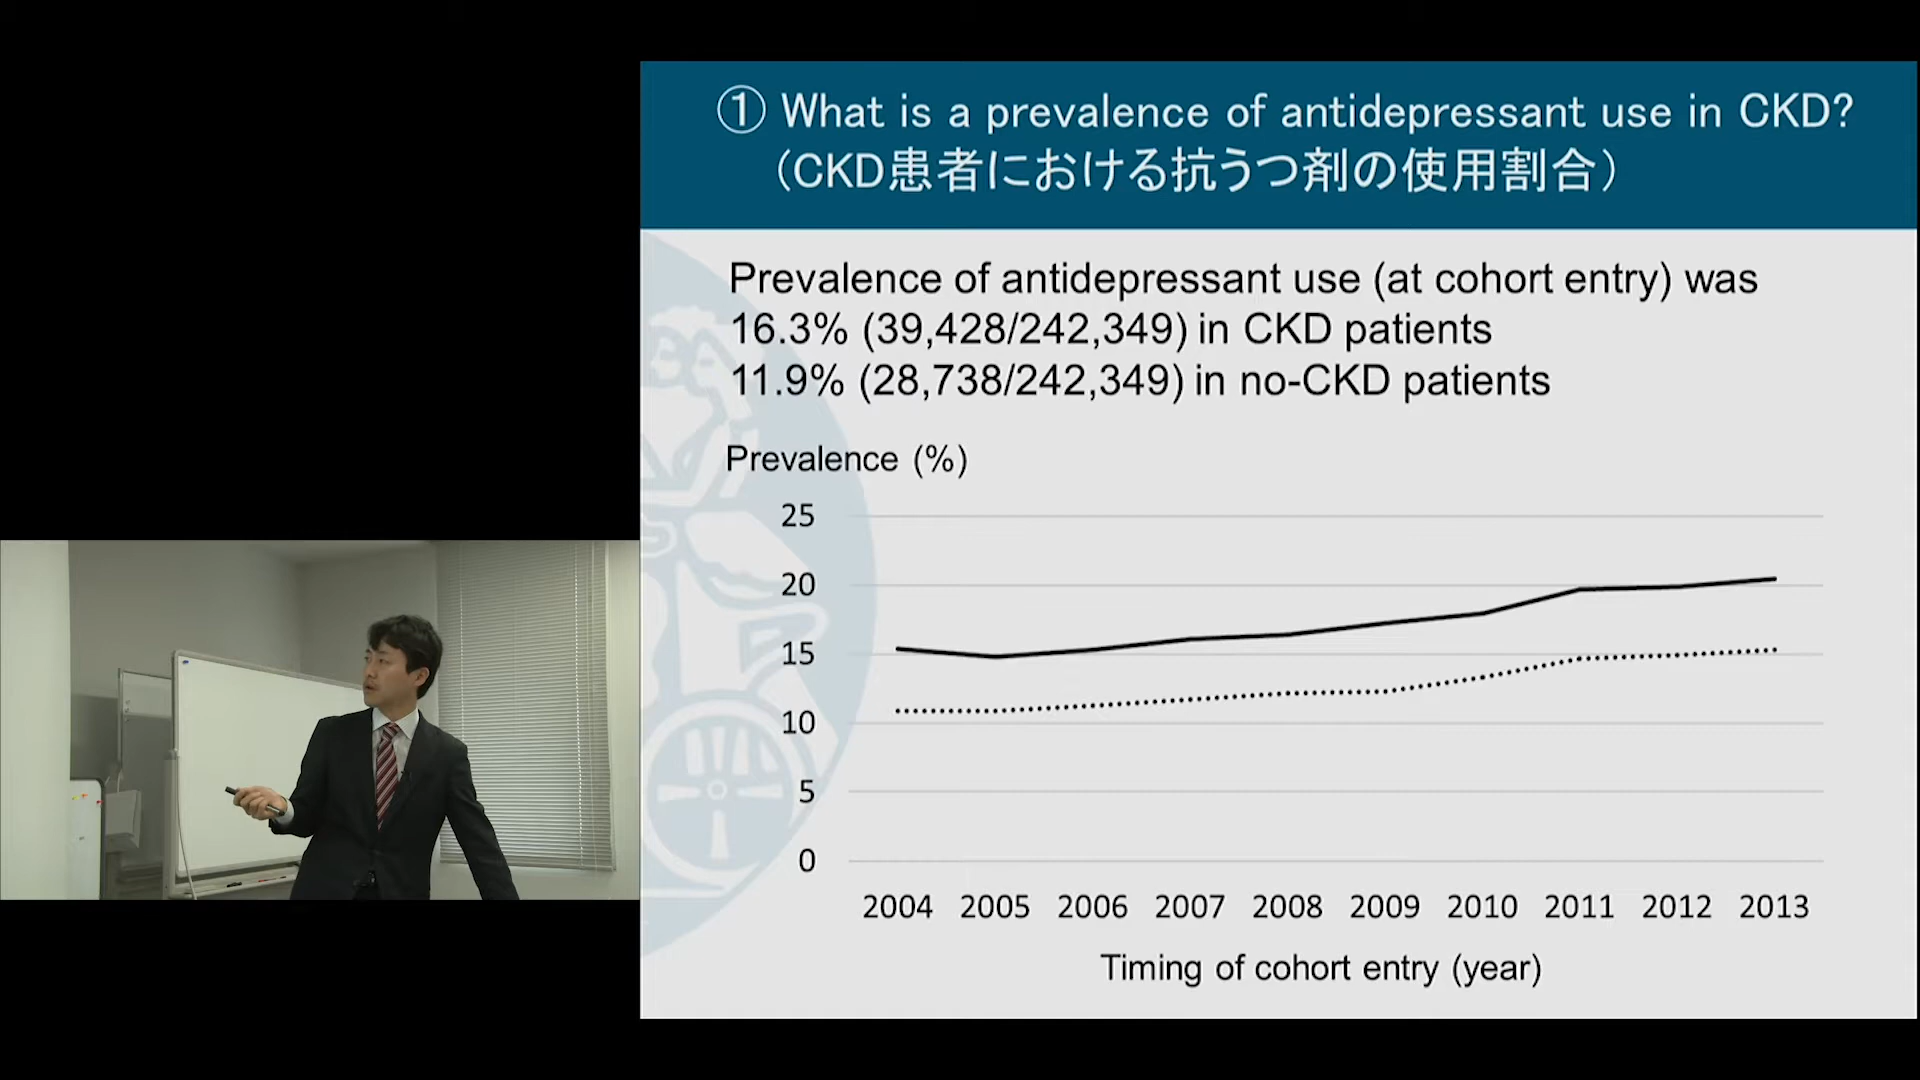 ① What is a prevalence of antidepressant use in CKD?
（CKD患者における抗うつ剤の使用割合）
Prevalence of antidepressant use (at cohort entry) was
16.3% (39,428/242,349) in CKD patients
11.9% (28,738/242,349) in no-CKD patients
Prevalence (%)
25
20
15
10
5
0
2004 2005 2006 2007 2008 2009 2010 2011 2012 2013
Timing of cohort entry (year)